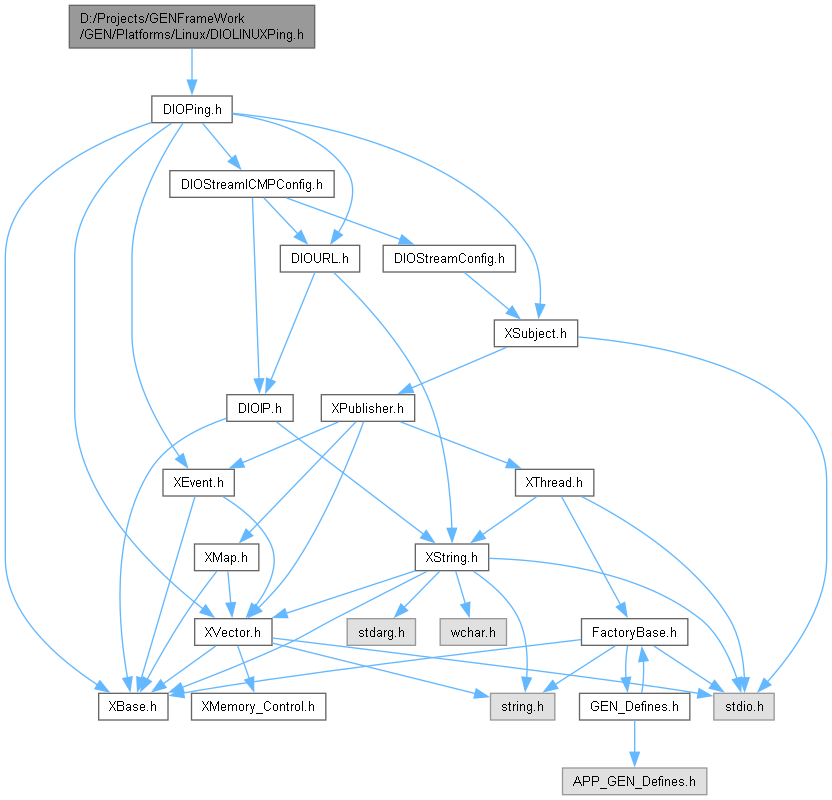 D:/Projects/GENFrameWork
/GEN/Platforms/Linux/DIOLINUXPing.h
DIOPing.h
DIOStreamICMPConfig.h
DIOURL.h
DIOStreamConfig.h
XSubject.h
DIOIP.h
XPublisher.h
XEvent.h
XThread.h
XMap.h
XString.h
XVector.h
stdarg.h
wchar.h
FactoryBase.h
XBase.h
XMemory_Control.h
string.h
GEN_Defines.h
stdio.h
APP_GEN_Defines.h